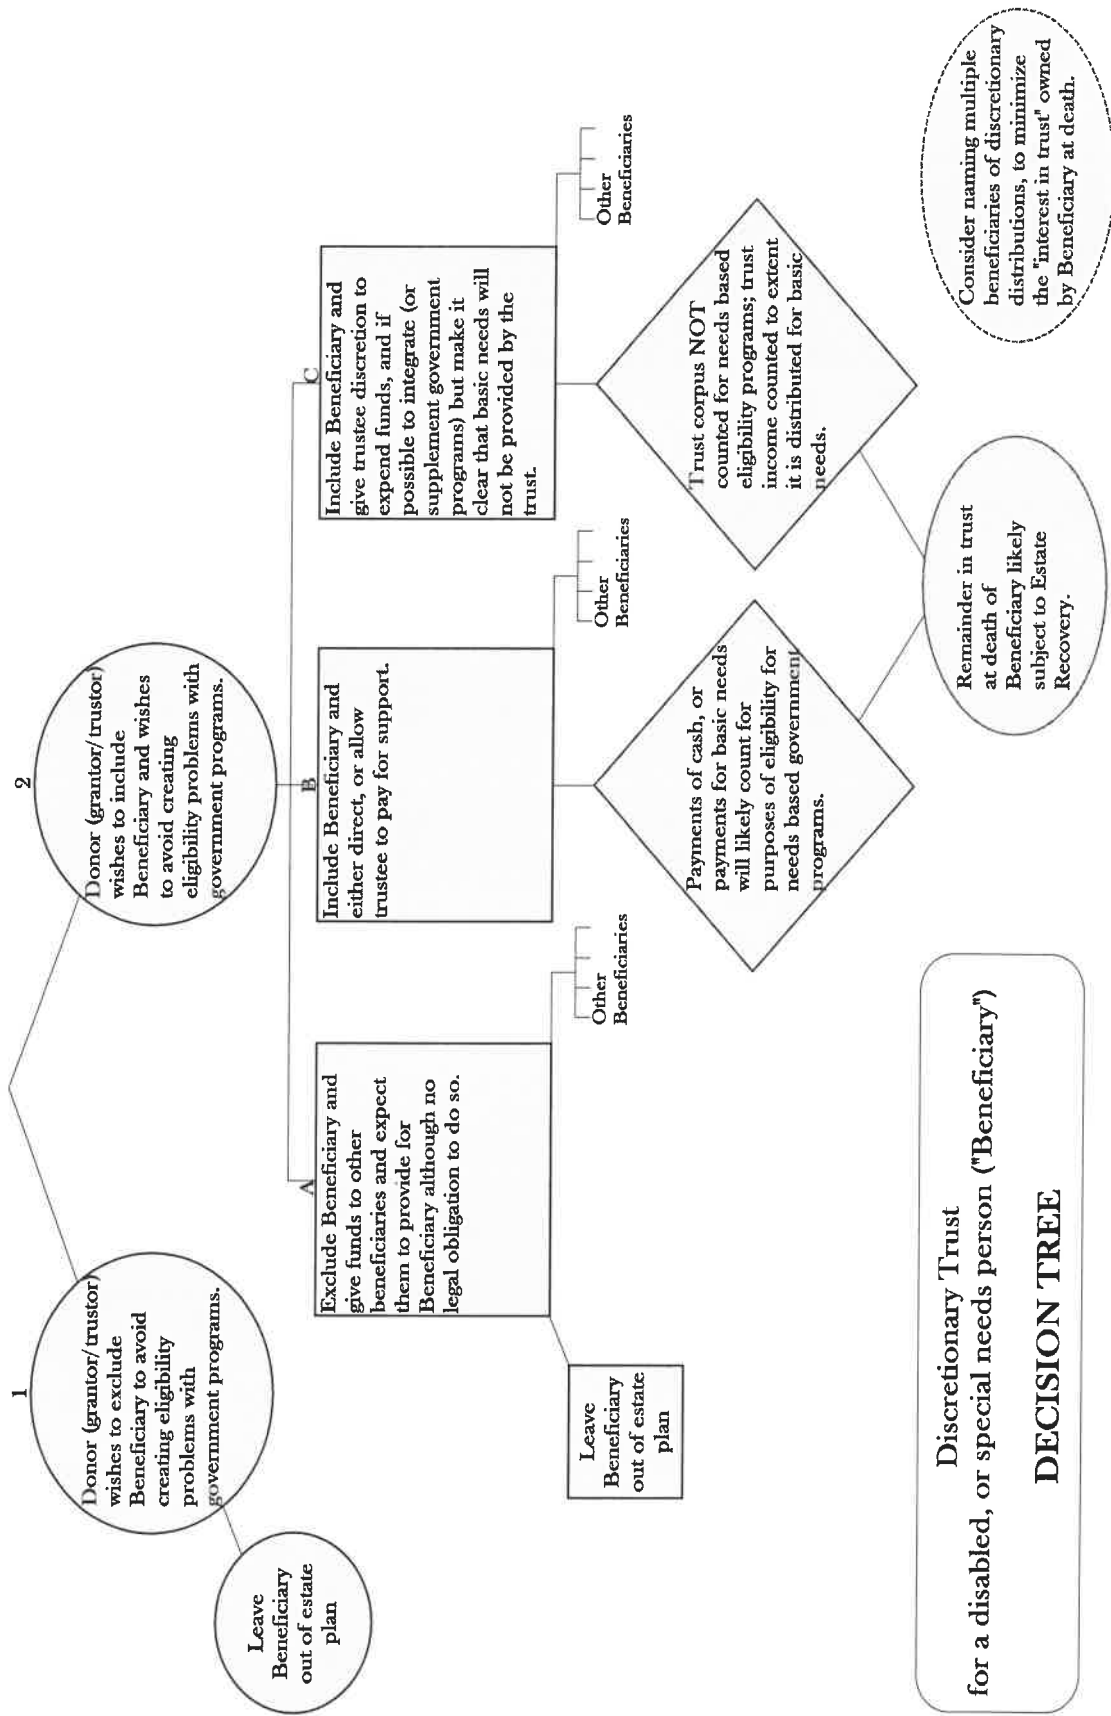 1
Donor (grantor/trustor)
wishes to exclude
Beneficiary to avoid
creating eligibility
problems with
government programs.
Leave
Beneficiary
out of estate
plan
2
Donor (grantor/trustor)
wishes to include
Beneficiary and wishes
to avoid creating
eligibility problems with
government programs.
A
Exclude Beneficiary and
give funds to other
beneficiaries and expect
them to provide for
Beneficiary although no
legal obligation to do so.
Leave
Beneficiary
out of estate
plan
Other
Beneficiaries
B
Include Beneficiary and
either direct, or allow
trustee to pay for support.
Other
Beneficiaries
C
Include Beneficiary and
give trustee discretion to
expend funds, and if
possible to integrate (or
supplement government
programs) but make it
clear that basic needs will
not be provided by the
trust.
Other
Beneficiaries
Payments of cash, or
payments for basic needs
will likely count for
purposes of eligibility for
needs based government
programs.
Trust corpus NOT
counted for needs based
eligibility programs; trust
income counted to extent
it is distributed for basic
needs.
Remainder in trust
at death of
Beneficiary likely
subject to Estate
Recovery.
Consider naming multiple
beneficiaries of discretionary
distributions, to minimize
the "interest in trust" owned
by Beneficiary at death.
Discretionary Trust
for a disabled, or special needs person ("Beneficiary")
DECISION TREE